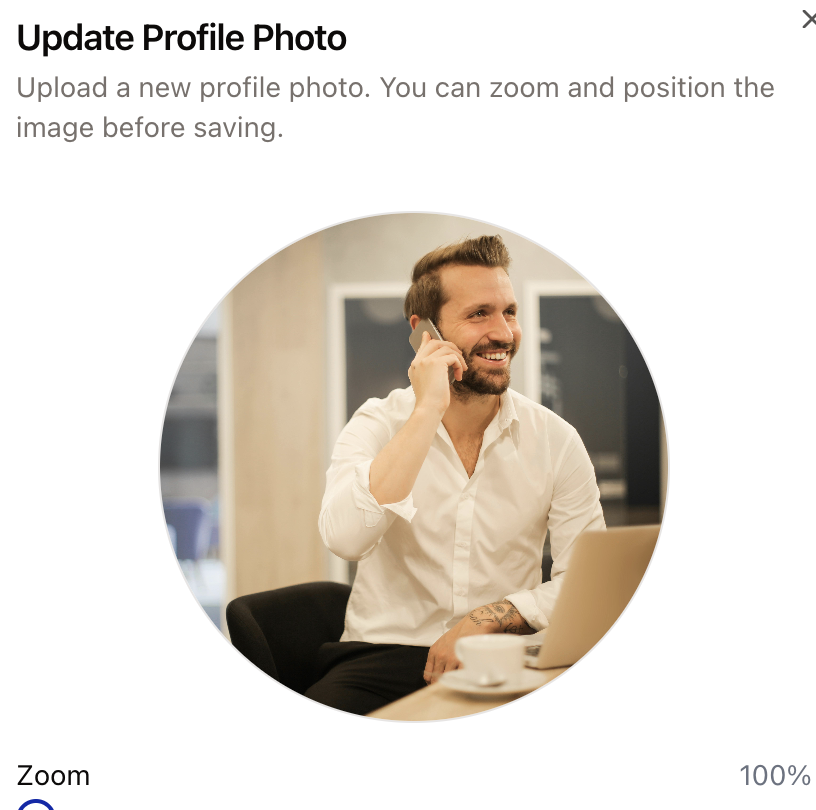 Update Profile Photo
Upload a new profile photo. You can zoom and position the
image before saving.
Zoom
100%